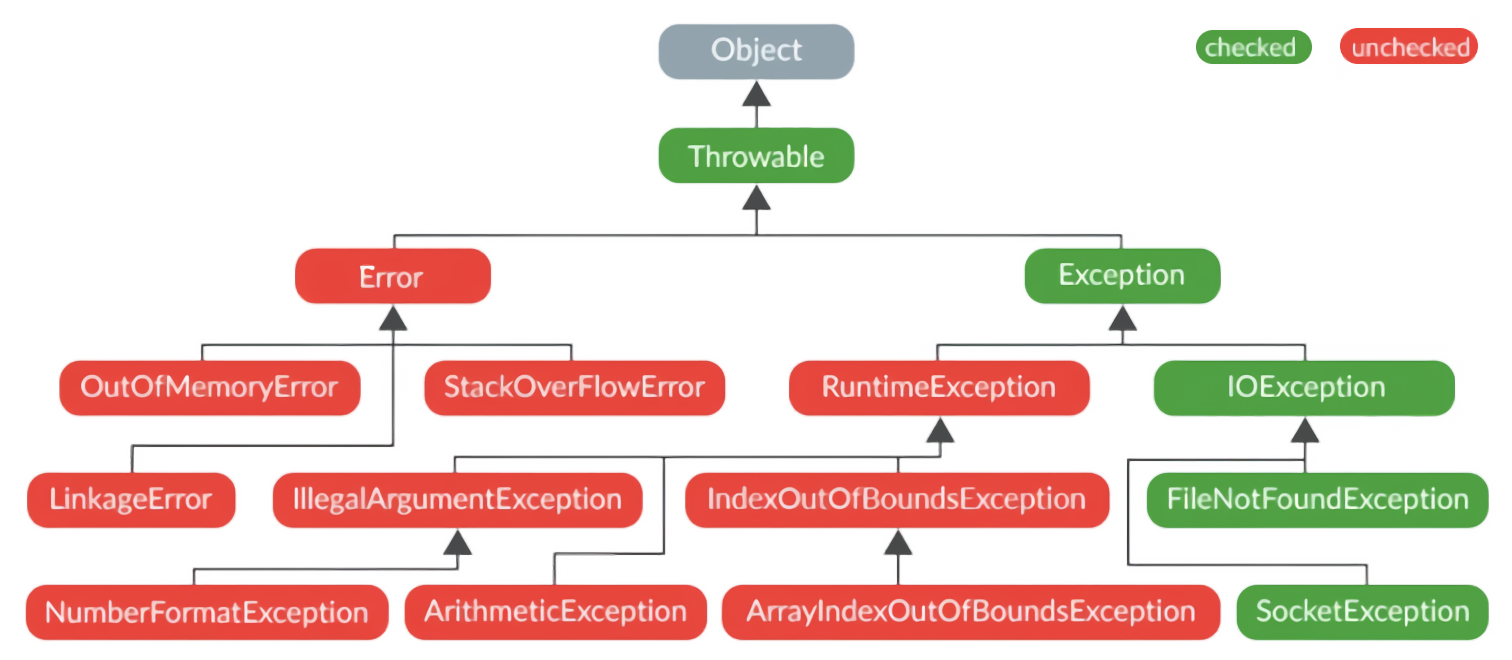 Object
checked
unchecked
Throwable
Error
Exception
OutOfMemoryError
StackOverFlowError
RuntimeException
IOException
LinkageError
IllegalArgumentException
IndexOutOfBoundsException
FileNotFoundException
NumberFormatException
ArithmeticException
ArrayIndexOutOfBoundsException
SocketException